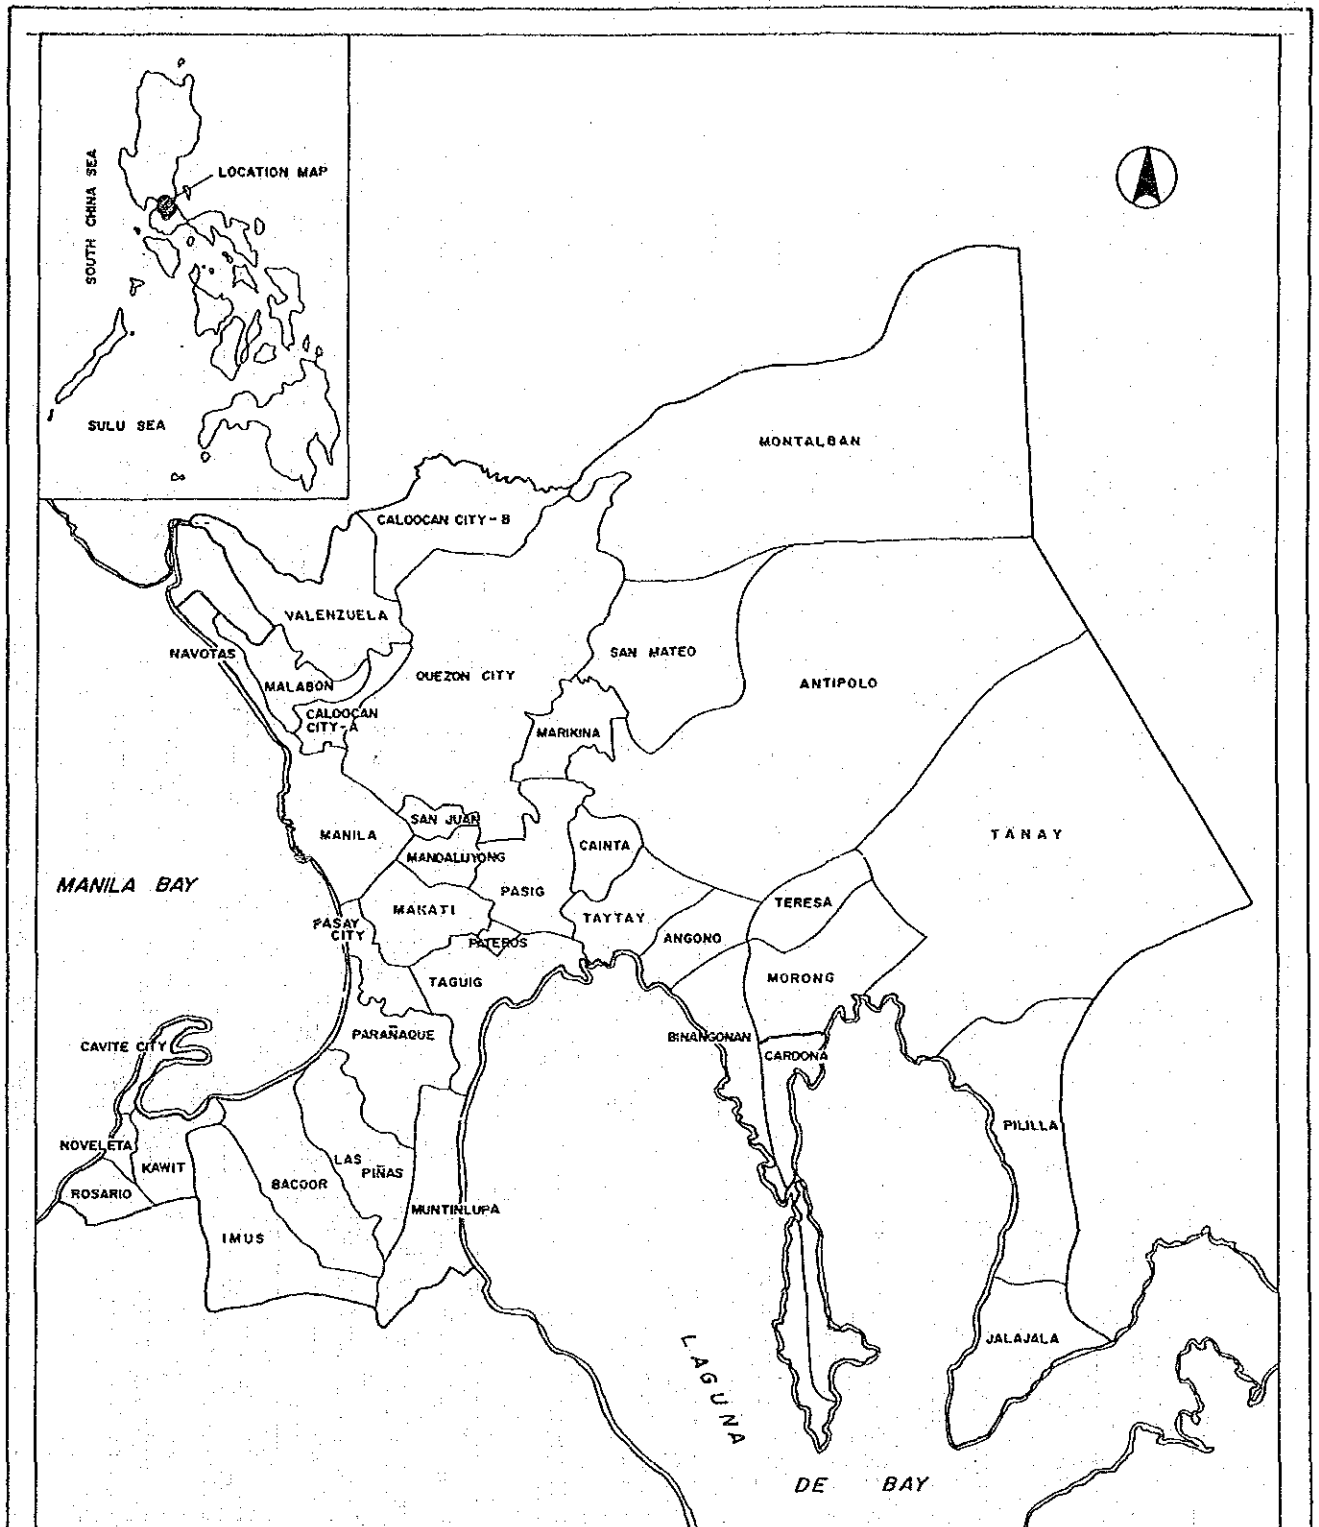 LOCATION MAP
SOUTH CHINA SEA
SULU SEA
MONTALBAN
CALOOCAN CITY-B
VALENZUELA
NAVOTAS
SAN MATEO
QUEZON CITY
ANTIPOLO
MALABON
CALOOCAN
CITY-A
MARIKINA
SAN JUAN
MANILA
TANAY
CAINTA
MANDALUYONG
MANILA BAY
PASIG
TERESA
MAKATI
TAYTAY
PASAY
CITY
ANGONO
PATEROS
TAGUIG
MORONG
PARAÑAQUE
BINANGONAN
CAVITE CITY
CARDONA
PILILLA
NOVELETA
KAWIT
LAS
PIÑAS
BACOOR
ROSARIO
MUNTINLUPA
IMUS
JALAJALA
LAGUNA
DE BAY